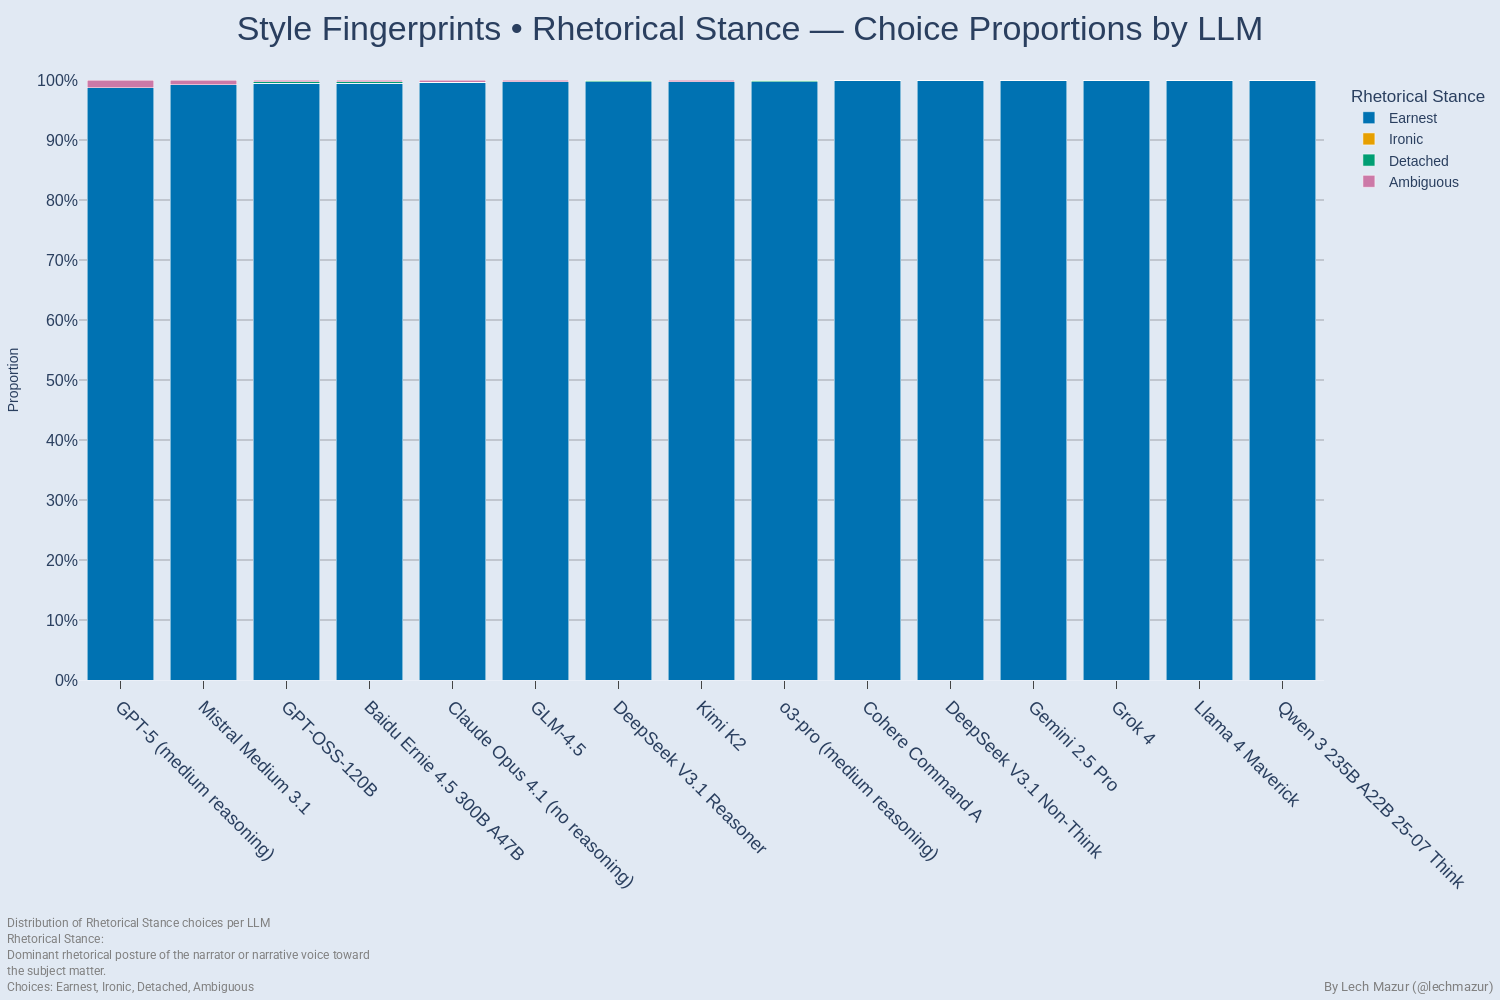 Style Fingerprints • Rhetorical Stance — Choice Proportions by LLM
Rhetorical Stance
Earnest
Ironic
Detached
Ambiguous
Proportion
100%
90%
80%
70%
60%
50%
40%
30%
20%
10%
0%
GPT-5 (medium reasoning)
Mistral Medium 3.1
GPT-OSS-120B
Baidu Ernie 4.5 300B A47B
Claude Opus 4.1 (no reasoning)
GLM-4.5
DeepSeek V3.1 Reasoner
Kimi K2
o3-pro (medium reasoning)
Cohere Command A
DeepSeek V3.1 Non-Think
Gemini 2.5 Pro
Grok 4
Llama 4 Maverick
Qwen 3 235B A22B 25-07 Think
Distribution of Rhetorical Stance choices per LLM
Rhetorical Stance:
Dominant rhetorical posture of the narrator or narrative voice toward
the subject matter.
Choices: Earnest, Ironic, Detached, Ambiguous
By Lech Mazur (@lechmazur)